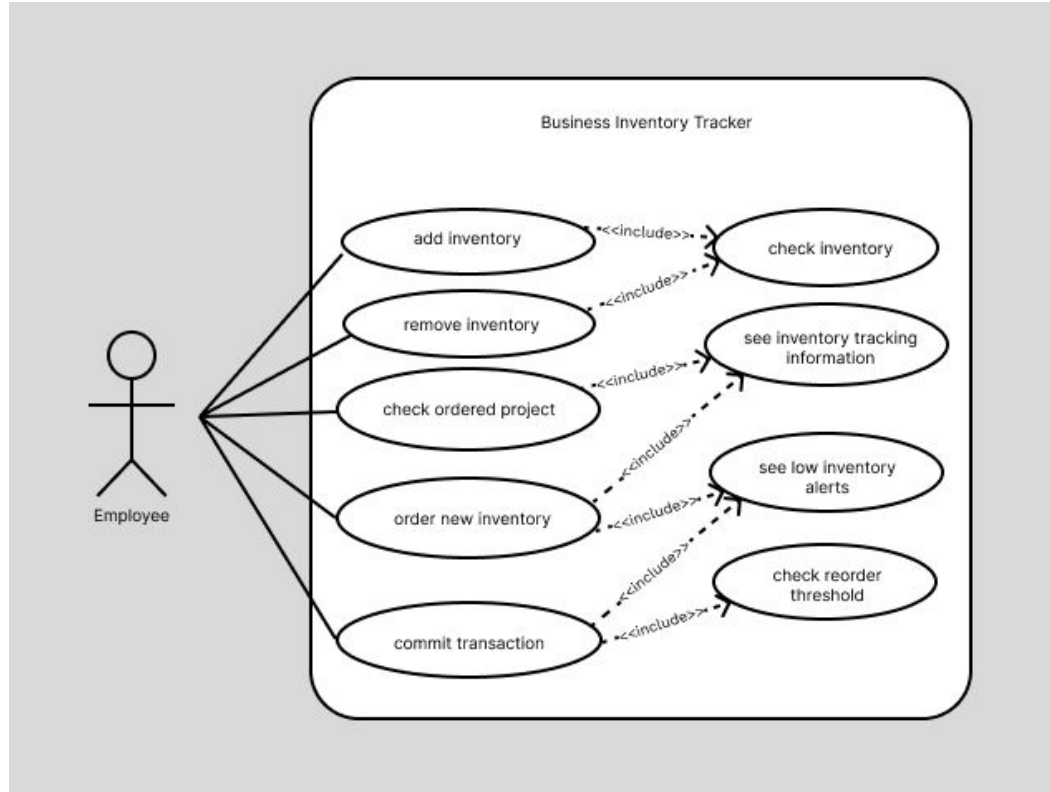 Business Inventory Tracker
add inventory
<<include>>
check inventory
remove inventory
<<include>>
see inventory tracking
information
check ordered project
<<include>>
<<include>>
see low inventory
alerts
order new inventory
<<include>>
<<include>>
check reorder
threshold
commit transaction
<<include>>
Employee